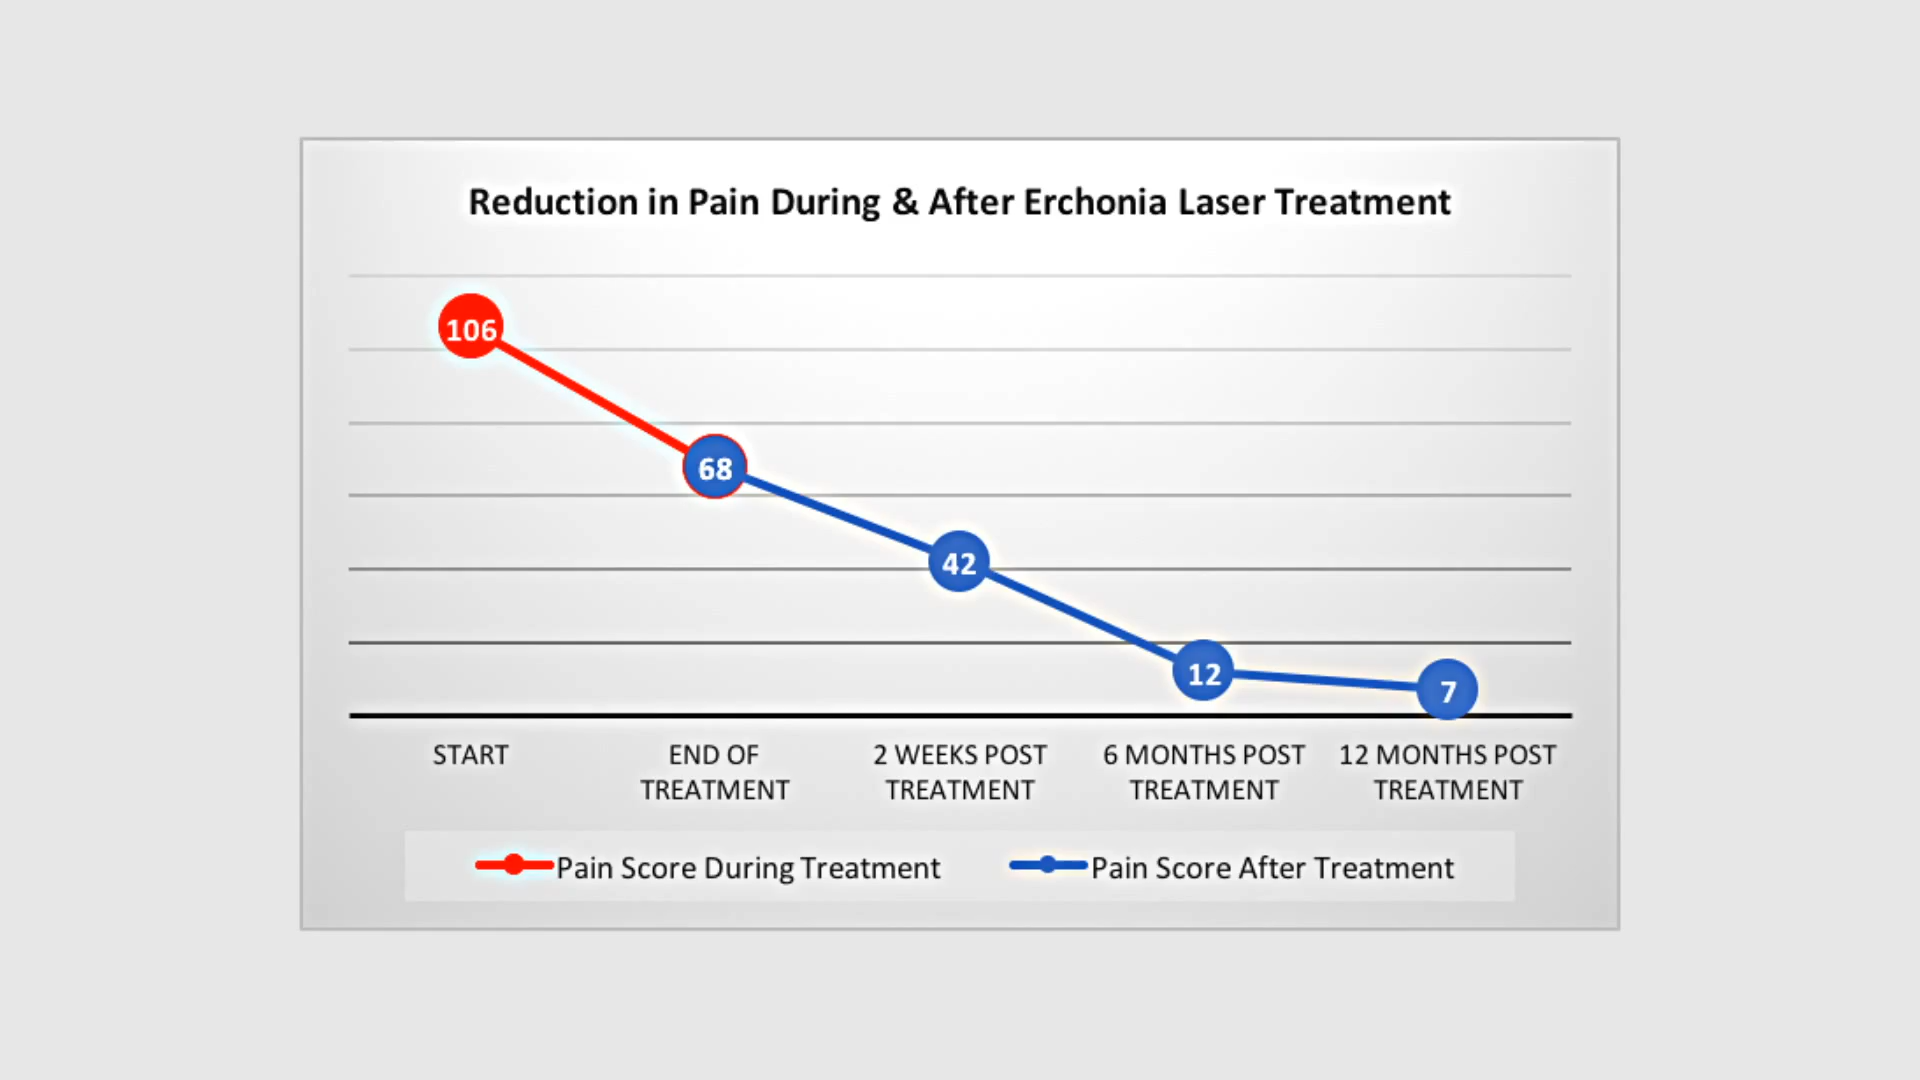 Reduction in Pain During & After Erchonia Laser Treatment
106
68
42
12
7
START
END OF
TREATMENT
2 WEEKS POST
TREATMENT
6 MONTHS POST
TREATMENT
12 MONTHS POST
TREATMENT
Pain Score During Treatment
Pain Score After Treatment